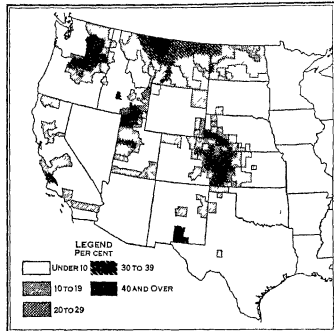 LEGEND
PER CENT
UNDER 10
30 TO 39
10 TO 19
40 AND OVER
20 TO 29